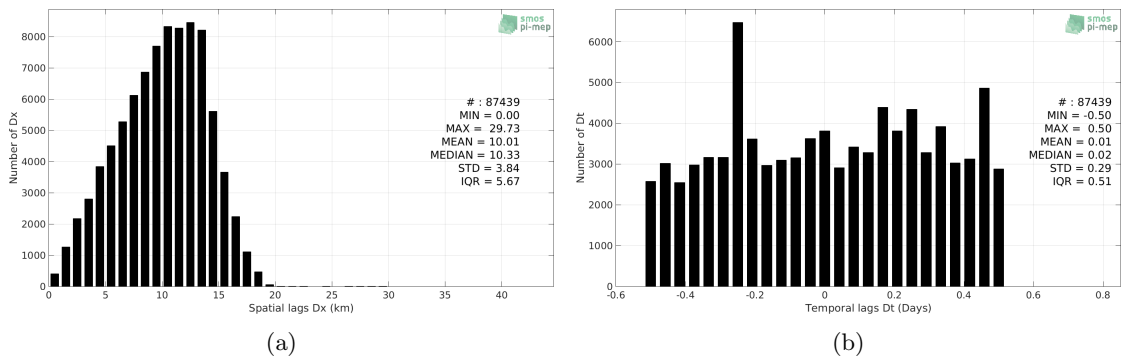 smos
pi-mep
# : 87439
MIN = 0.00
MAX = 29.73
MEAN = 10.01
MEDIAN = 10.33
STD = 3.84
IQR = 5.67
8000
7000
6000
5000
4000
3000
2000
1000
0
Number of Dx
0 5 10 15 20 25 30 35 40
Spatial lags Dx (km)
(a)
smos
pi-mep
# : 87439
MIN = -0.50
MAX = 0.50
MEAN = 0.01
MEDIAN = 0.02
STD = 0.29
IQR = 0.51
6000
5000
4000
3000
2000
1000
0
Number of Dt
-0.6 -0.4 -0.2 0 0.2 0.4 0.6 0.8
Temporal lags Dt (Days)
(b)